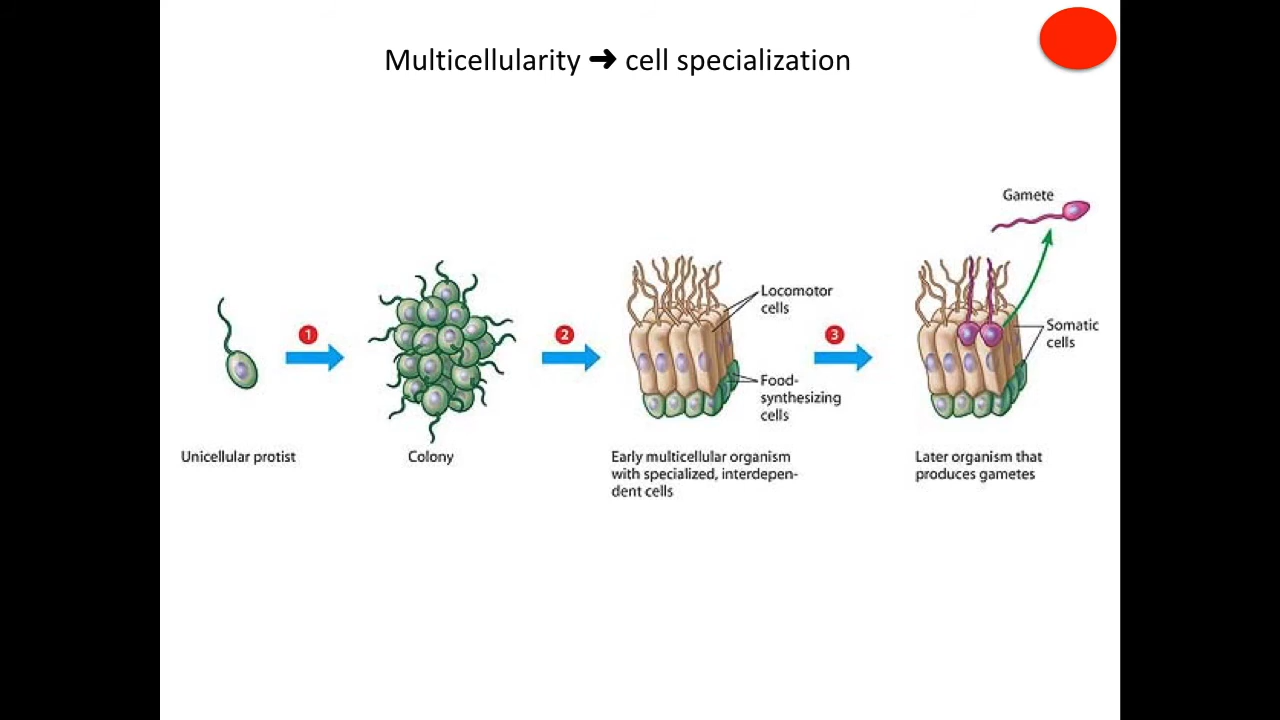 Multicellularity ➜ cell specialization
Gamete
1
2
3
Locomotor
cells
Food-
synthesizing
cells
Somatic
cells
Unicellular protist
Colony
Early multicellular organism
with specialized, interdepen-
dent cells
Later organism that
produces gametes